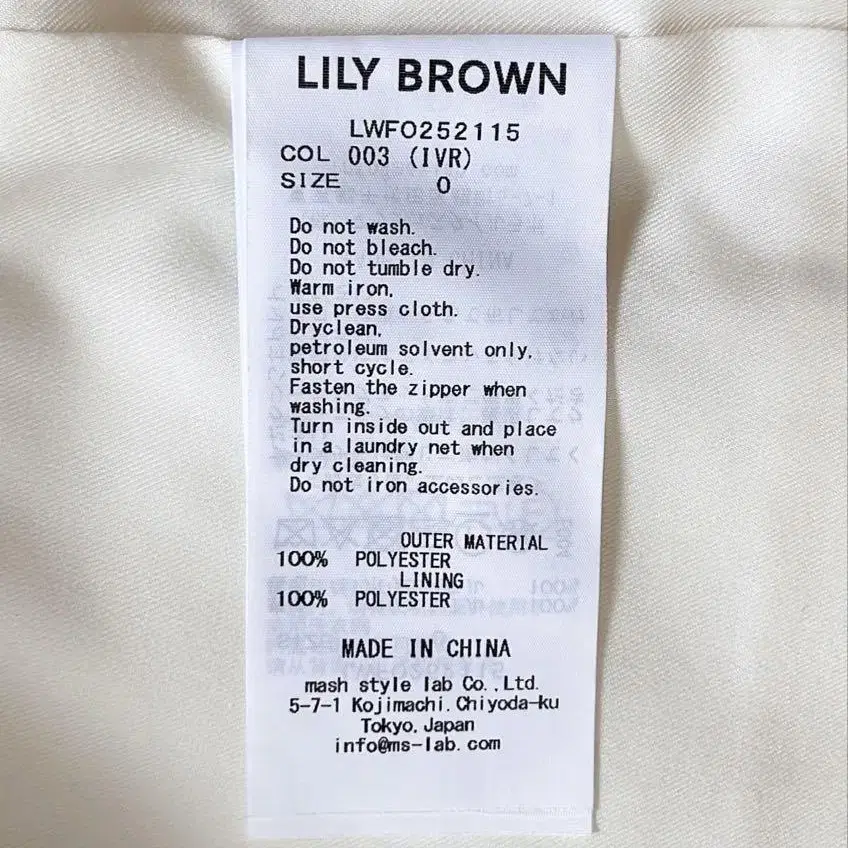 LILY BROWN
LWFO252115
COL 003 (IVR)
SIZE 0
Do not wash.
Do not bleach.
Do not tumble dry.
Warm iron,
use press cloth.
Dryclean,
petroleum solvent only,
short cycle.
Fasten the zipper when
washing.
Turn inside out and place
in a laundry net when
dry cleaning.
Do not iron accessories.
OUTER MATERIAL
100% POLYESTER
LINING
100% POLYESTER
MADE IN CHINA
mash style lab Co.,Ltd.
5-7-1 Kojimachi, Chiyoda-ku
Tokyo, Japan
info@ms-lab.com